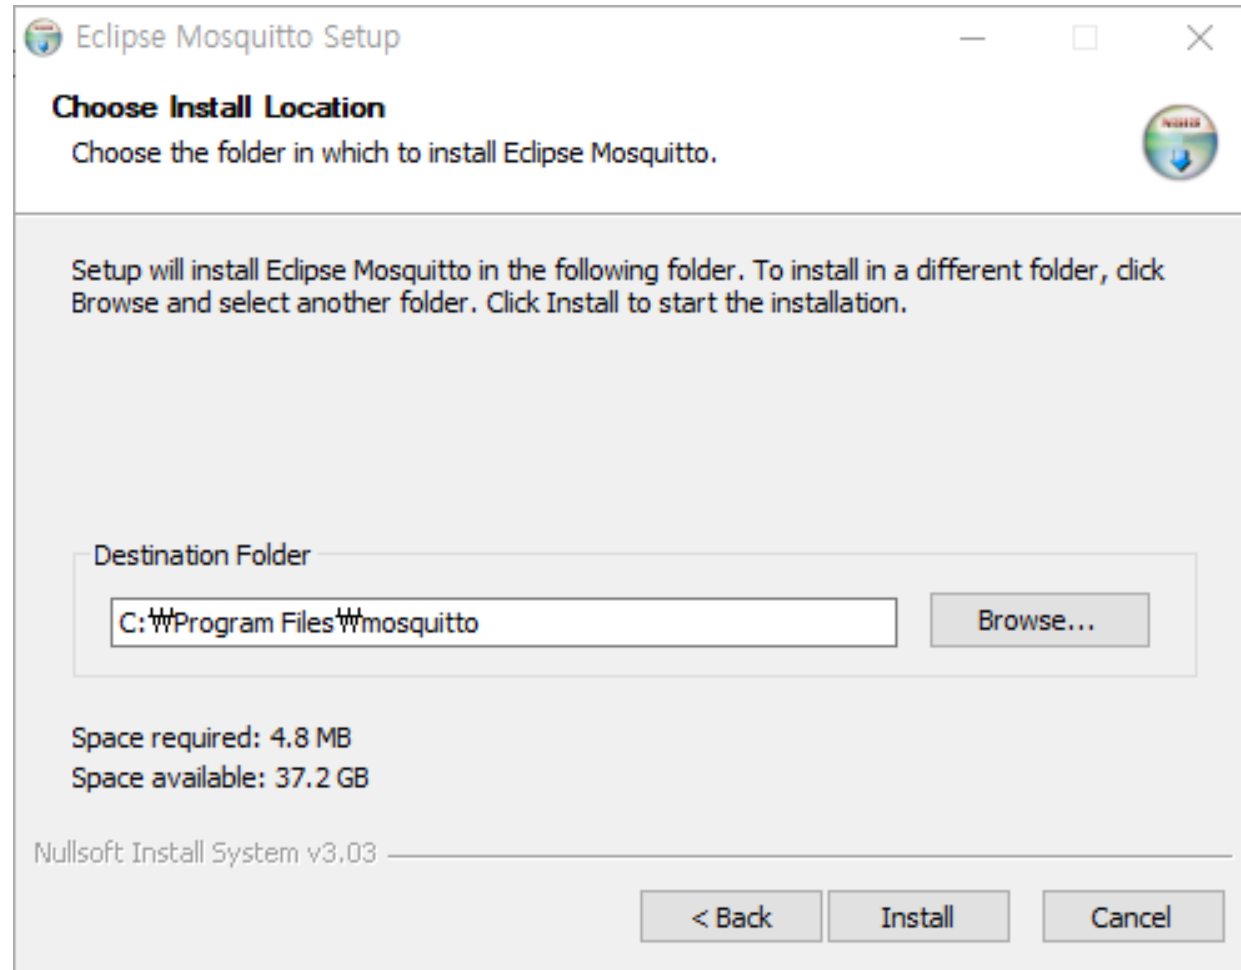 Eclipse Mosquitto Setup
Choose Install Location
Choose the folder in which to install Eclipse Mosquitto.
Setup will install Eclipse Mosquitto in the following folder. To install in a different folder, click
Browse and select another folder. Click Install to start the installation.
Destination Folder
C:₩Program Files₩mosquitto
Browse...
Space required: 4.8 MB
Space available: 37.2 GB
Nullsoft Install System v3.03
< Back
Install
Cancel